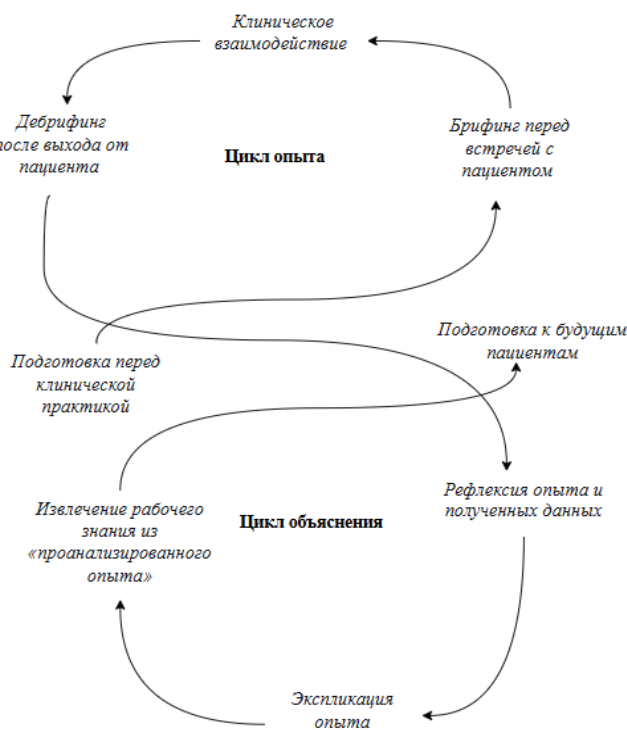 Клиническое
взаимодействие
Дебрифинг
после выхода от
пациента
Цикл опыта
Брифинг перед
встречей с
пациентом
Подготовка перед
клинической
практикой
Подготовка к будущим
пациентам
Извлечение рабочего
знания из
«проанализированного
опыта»
Цикл объяснения
Рефлексия опыта и
полученных данных
Экспликация
опыта